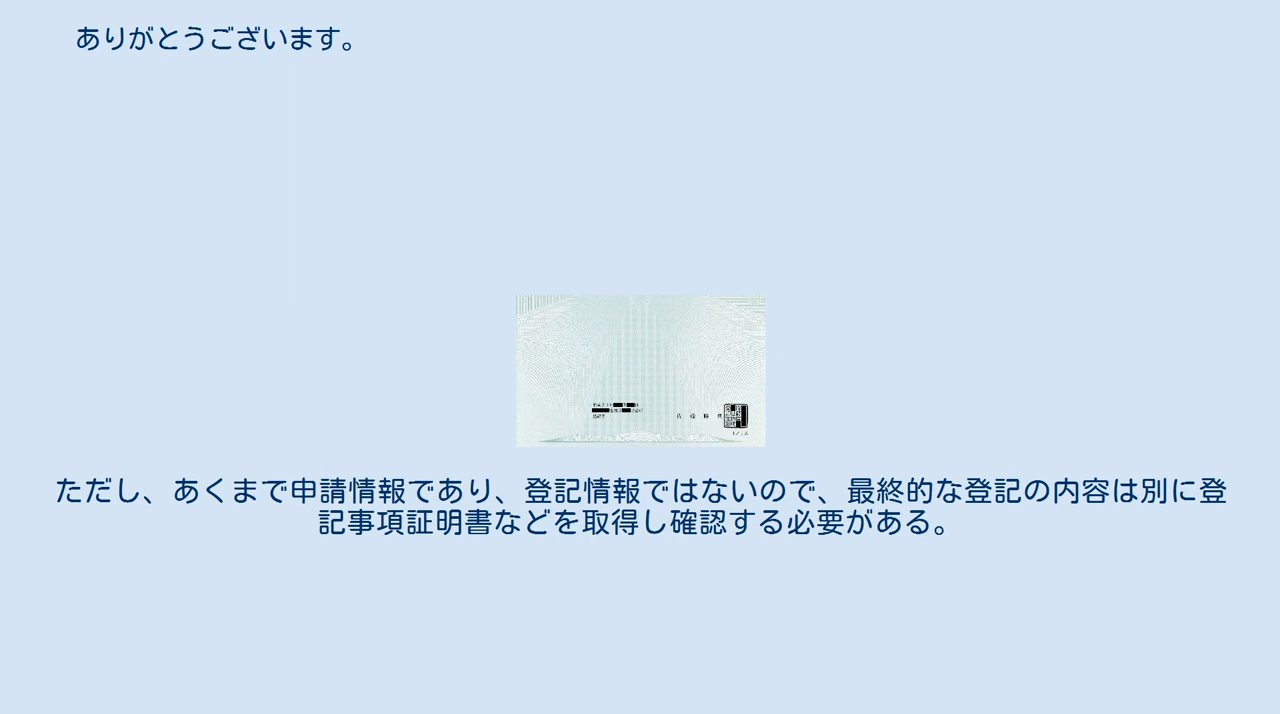 ありがとうございます。
ただし、あくまで申請情報であり、登記情報ではないので、最終的な登記の内容は別に登
記事項証明書などを取得し確認する必要がある。